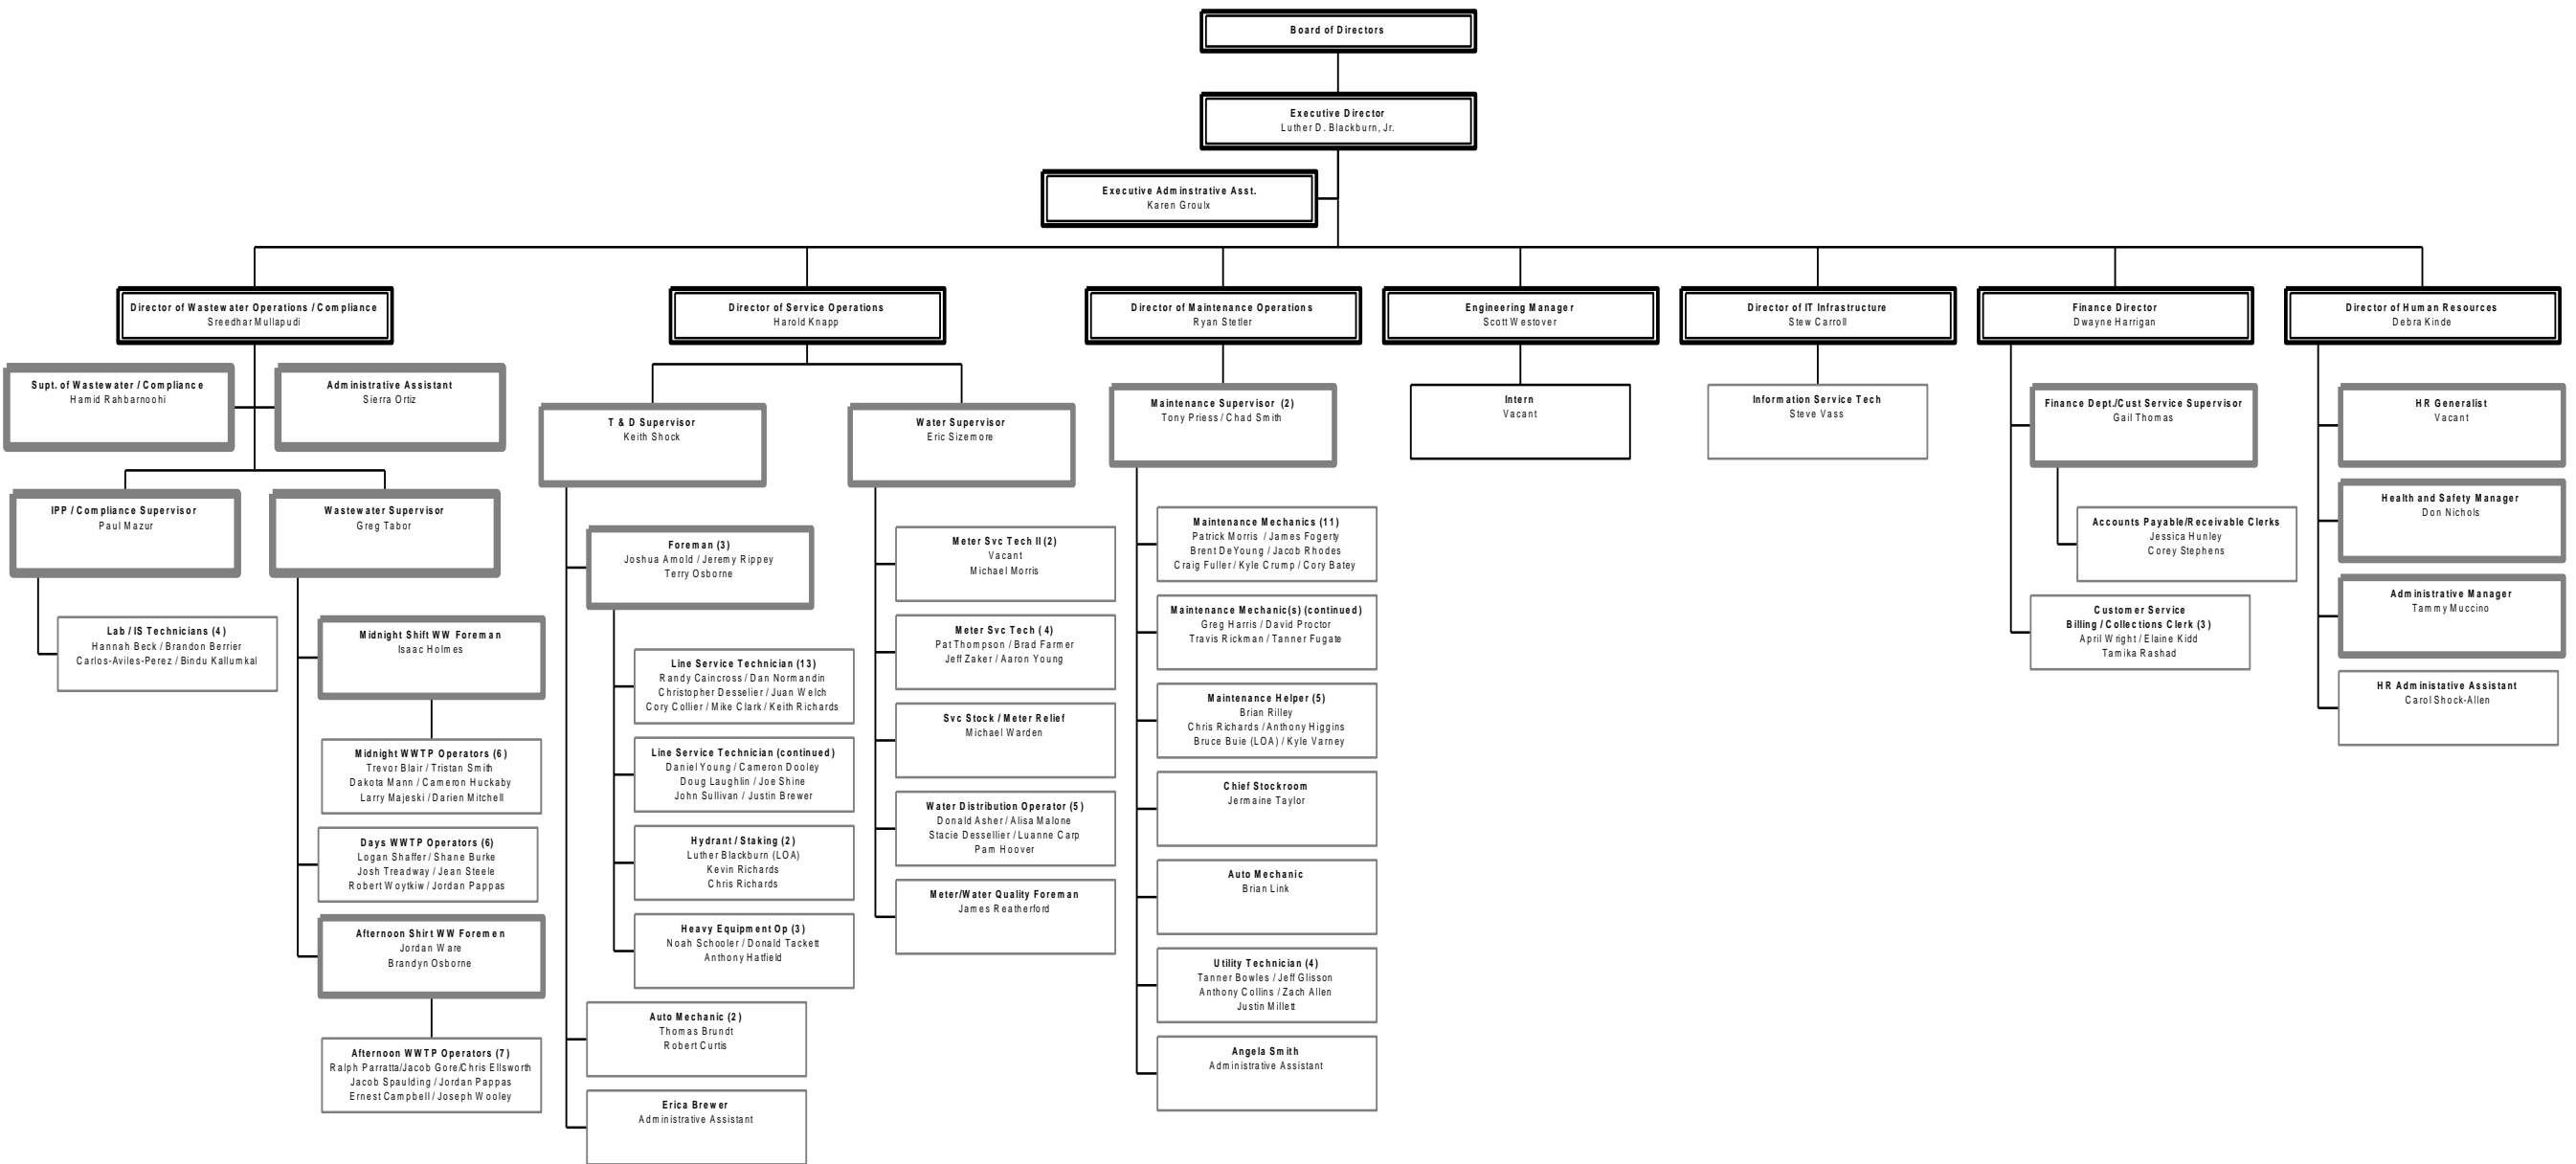 Board of Directors
Executive Director
Luther D. Blackburn, Jr.
Executive Adminstrative Asst.
Karen Groulx
Director of Wastewater Operations / Compliance
Sreedhar Mullapudi
Supt. of Wastewater / Compliance
Hamid Rahbarnoohi
Administrative Assistant
Sierra Ortiz
IPP / Compliance Supervisor
Paul Mazur
Lab / IS Technicians (4)
Hannah Beck / Brandon Berrier
Carlos-Aviles-Perez / Bindu Kallumkal
Wastewater Supervisor
Greg Tabor
Midnight Shift WW Foreman
Isaac Holmes
Midnight WWTP Operators (6)
Trevor Blair / Tristan Smith
Dakota Mann / Cameron Huckaby
Larry Majeski / Darien Mitchell
Days WWTP Operators (6)
Logan Shaffer / Shane Burke
Josh Treadway / Jean Steele
Robert Woytkiw / Jordan Pappas
Afternoon Shirt WW Foremen
Jordan Ware
Brandyn Osborne
Afternoon WWTP Operators (7)
Ralph Parratta/Jacob Gore/Chris Ellsworth
Jacob Spaulding / Jordan Pappas
Ernest Campbell / Joseph Wooley
Director of Service Operations
Harold Knapp
T & D Supervisor
Keith Shock
Foreman (3)
Joshua Arnold / Jeremy Rippey
Terry Osborne
Line Service Technician (13)
Randy Caincross / Dan Normandin
Christopher Desselier / Juan Welch
Cory Collier / Mike Clark / Keith Richards
Line Service Technician (continued)
Daniel Young / Cameron Dooley
Doug Laughlin / Joe Shine
John Sullivan / Justin Brewer
Hydrant / Staking (2)
Luther Blackburn (LOA)
Kevin Richards
Chris Richards
Heavy Equipment Op (3)
Noah Schooler / Donald Tackett
Anthony Hatfield
Auto Mechanic (2)
Thomas Brundt
Robert Curtis
Erica Brewer
Administrative Assistant
Water Supervisor
Eric Sizemore
Meter Svc Tech II (2)
Vacant
Michael Morris
Meter Svc Tech (4)
Pat Thompson / Brad Farmer
Jeff Zaker / Aaron Young
Svc Stock / Meter Relief
Michael Warden
Water Distribution Operator (5)
Donald Asher / Alisa Malone
Stacie Dessellier / Luanne Carp
Pam Hoover
Meter/Water Quality Foreman
James Reatherford
Director of Maintenance Operations
Ryan Stetler
Maintenance Supervisor (2)
Tony Priess / Chad Smith
Maintenance Mechanics (11)
Patrick Morris / James Fogerty
Brent DeYoung / Jacob Rhodes
Craig Fuller / Kyle Crump / Cory Batey
Maintenance Mechanic(s) (continued)
Greg Harris / David Proctor
Travis Rickman / Tanner Fugate
Maintenance Helper (5)
Brian Rilley
Chris Richards / Anthony Higgins
Bruce Buie (LOA) / Kyle Varney
Chief Stockroom
Jermaine Taylor
Auto Mechanic
Brian Link
Utility Technician (4)
Tanner Bowles / Jeff Glisson
Anthony Collins / Zach Allen
Justin Millett
Angela Smith
Administrative Assistant
Engineering Manager
Scott Westover
Intern
Vacant
Director of IT Infrastructure
Stew Carroll
Information Service Tech
Steve Vass
Finance Director
Dwayne Harrigan
Finance Dept./Cust Service Supervisor
Gail Thomas
Accounts Payable/Receivable Clerks
Jessica Hunley
Corey Stephens
Customer Service
Billing / Collections Clerk (3)
April Wright / Elaine Kidd
Tamika Rashad
Director of Human Resources
Debra Kinde
HR Generalist
Vacant
Health and Safety Manager
Don Nichols
Administrative Manager
Tammy Muccino
HR Administative Assistant
Carol Shock-Allen